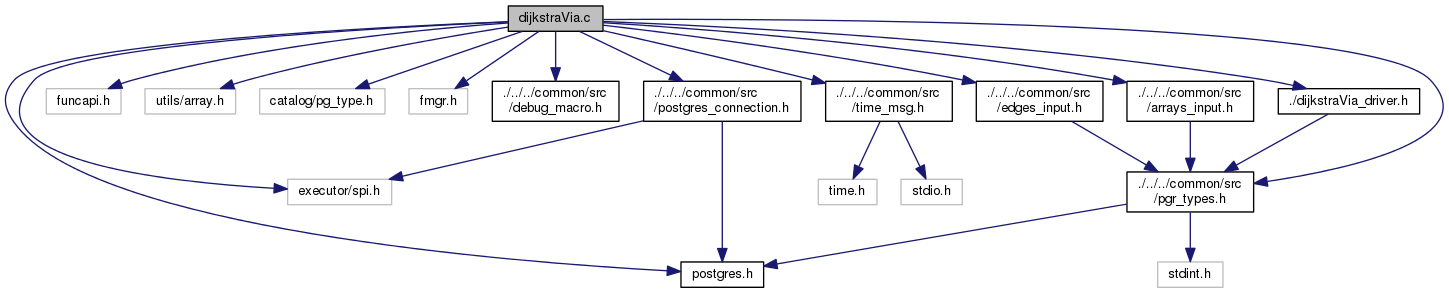 dijkstraVia.c
funcapi.h
utils/array.h
catalog/pg_type.h
fmgr.h
./../../common/src
/debug_macro.h
./../../common/src
/postgres_connection.h
./../../common/src
/time_msg.h
./../../common/src
/edges_input.h
./../../common/src
/arrays_input.h
./dijkstraVia_driver.h
executor/spi.h
time.h
stdio.h
./../../common/src
/pgr_types.h
postgres.h
stdint.h